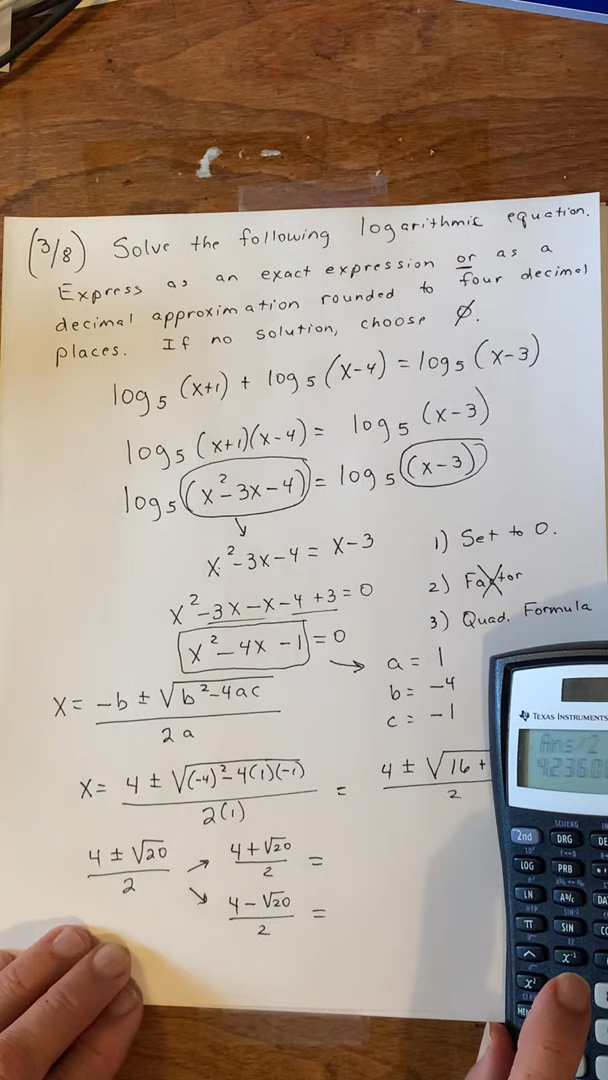 (3/8) Solve the following logarithmic equation.
Express as an exact expression or as a
decimal approximation rounded to four decimal
places. If no solution, choose ∅.
log₅ (x+1) + log₅ (x-4) = log₅ (x-3)
log₅ (x+1)(x-4) = log₅ (x-3)
log₅ (x²-3x-4) = log₅ (x-3)
x²-3x-4 = x-3
x²-3x-x-4+3=0
x²-4x-1=0
1) Set to 0.
2) Factor
3) Quad. Formula
a = 1
b = -4
c = -1
x = -b ± √b²-4ac / 2a
x = 4 ± √(-4)²-4(1)(-1) / 2(1) = 4 ± √16 + / 2
4 ± √20 / 2
4+√20 / 2 =
4-√20 / 2 =
TEXAS INSTRUMENTS
Ans/2
4.2360
2nd DRG
LOG PRB
LN Ab/c
π SIN
^ x⁻¹
x²